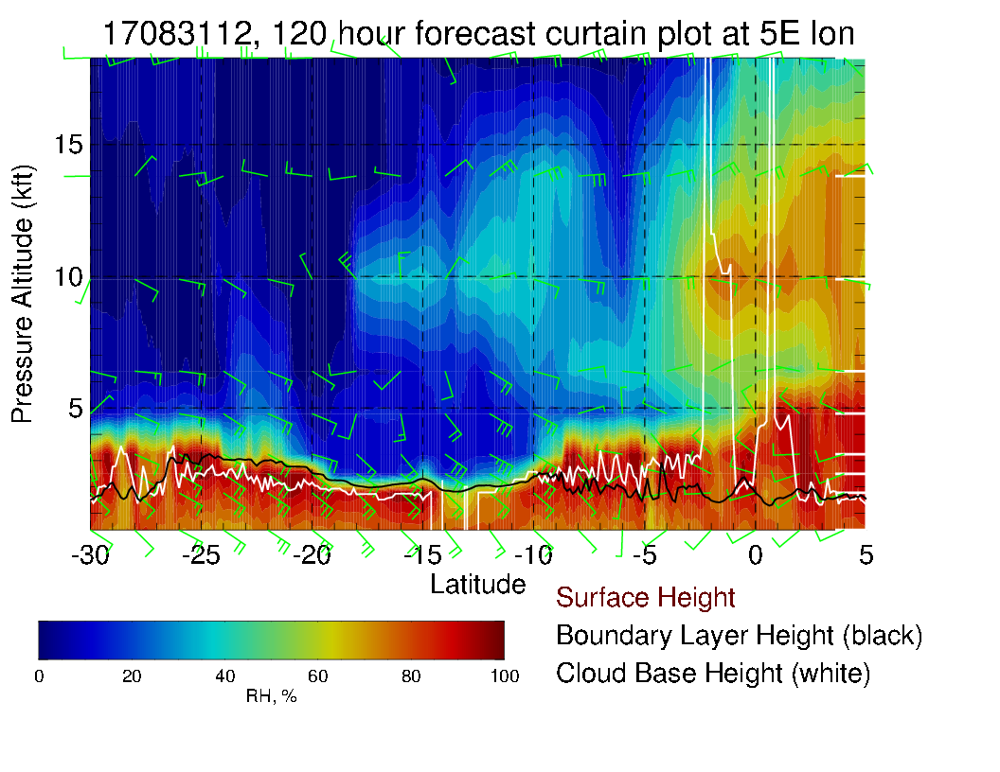 17083112, 120 hour forecast curtain plot at 5E lon
Pressure Altitude (kft)
15
10
5
-30 -25 -20 -15 -10 -5 0 5
Latitude
Surface Height
Boundary Layer Height (black)
Cloud Base Height (white)
0 20 40 60 80 100
RH, %